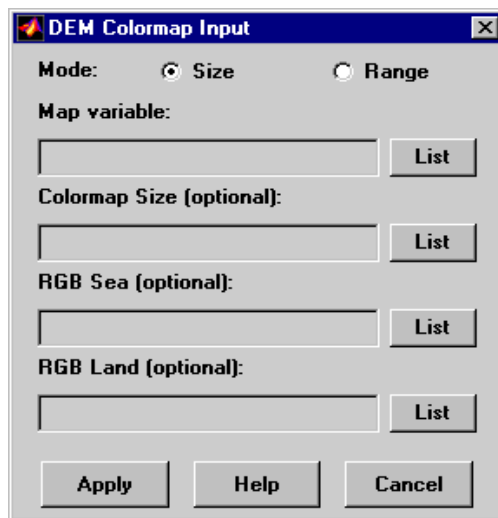 DEM Colormap Input
Mode: Size Range
Map variable:
List
Colormap Size (optional):
List
RGB Sea (optional):
List
RGB Land (optional):
List
Apply Help Cancel